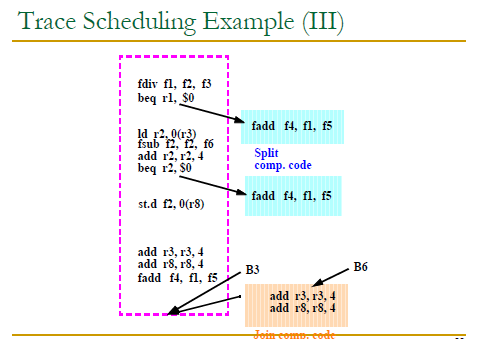 Trace Scheduling Example (III)
fdiv f1, f2, f3
beq r1, $0
fadd f4, f1, f5
ld r2, 0(r3)
fsub f2, f2, f6
add r2, r2, 4
beq r2, $0
Split
comp. code
fadd f4, f1, f5
st.d f2, 0(r8)
add r3, r3, 4
add r8, r8, 4
fadd f4, f1, f5
B3
B6
add r3, r3, 4
add r8, r8, 4
Join comp. code